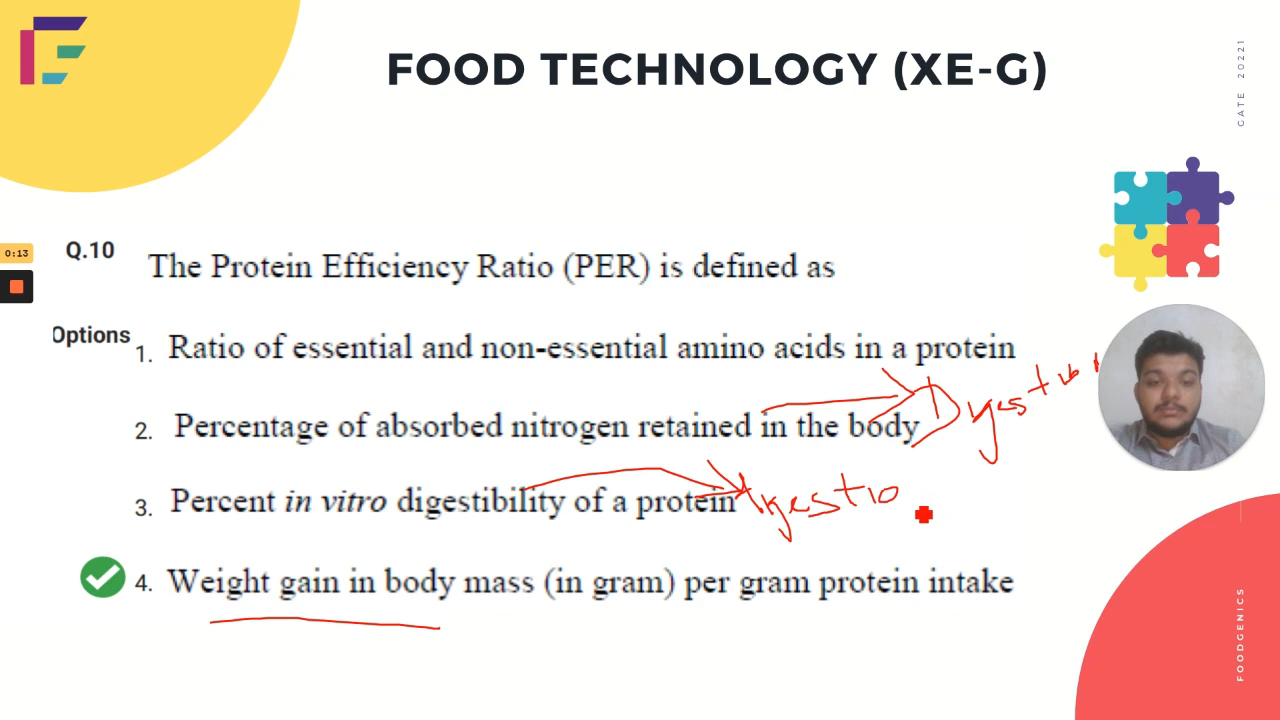 FOOD TECHNOLOGY (XE-G)
GATE 20221
0:13
Q.10 The Protein Efficiency Ratio (PER) is defined as
Options
1. Ratio of essential and non-essential amino acids in a protein
2. Percentage of absorbed nitrogen retained in the body
3. Percent in vitro digestibility of a protein
4. Weight gain in body mass (in gram) per gram protein intake
FOODGENICS